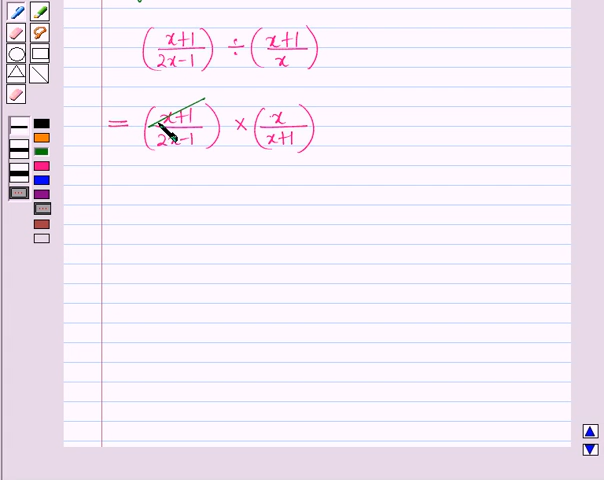 (x+1/2x-1) ÷ (x+1/x)
= (x+1/2x-1) × (x/x+1)